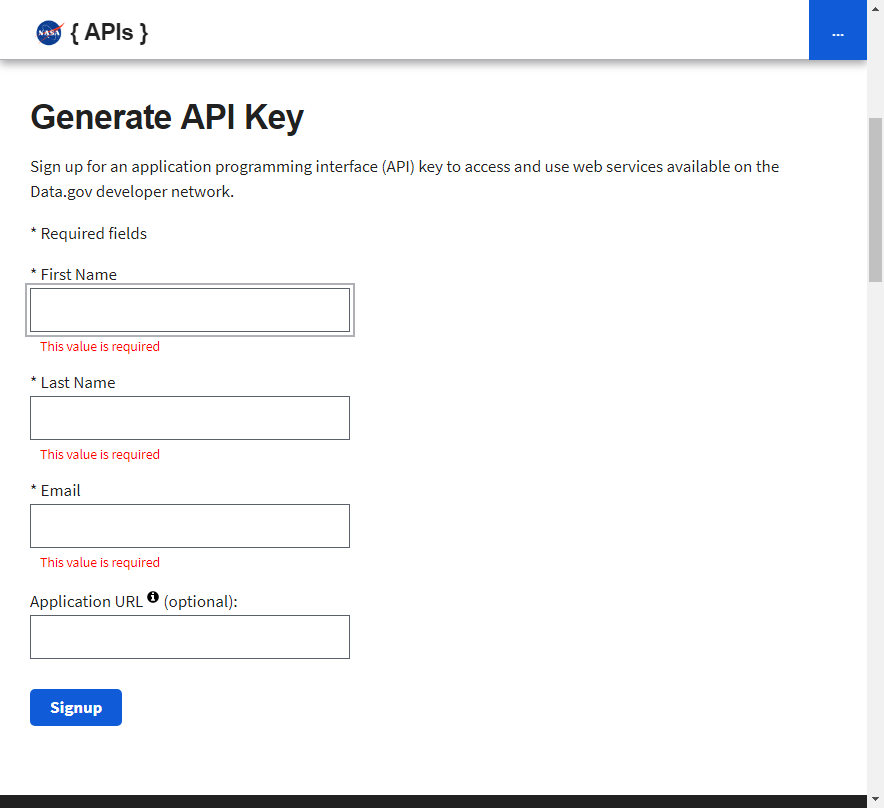 NASA { APIs }
...
Generate API Key
Sign up for an application programming interface (API) key to access and use web services available on the
Data.gov developer network.
* Required fields
* First Name
This value is required
* Last Name
This value is required
* Email
This value is required
Application URL (optional):
Signup